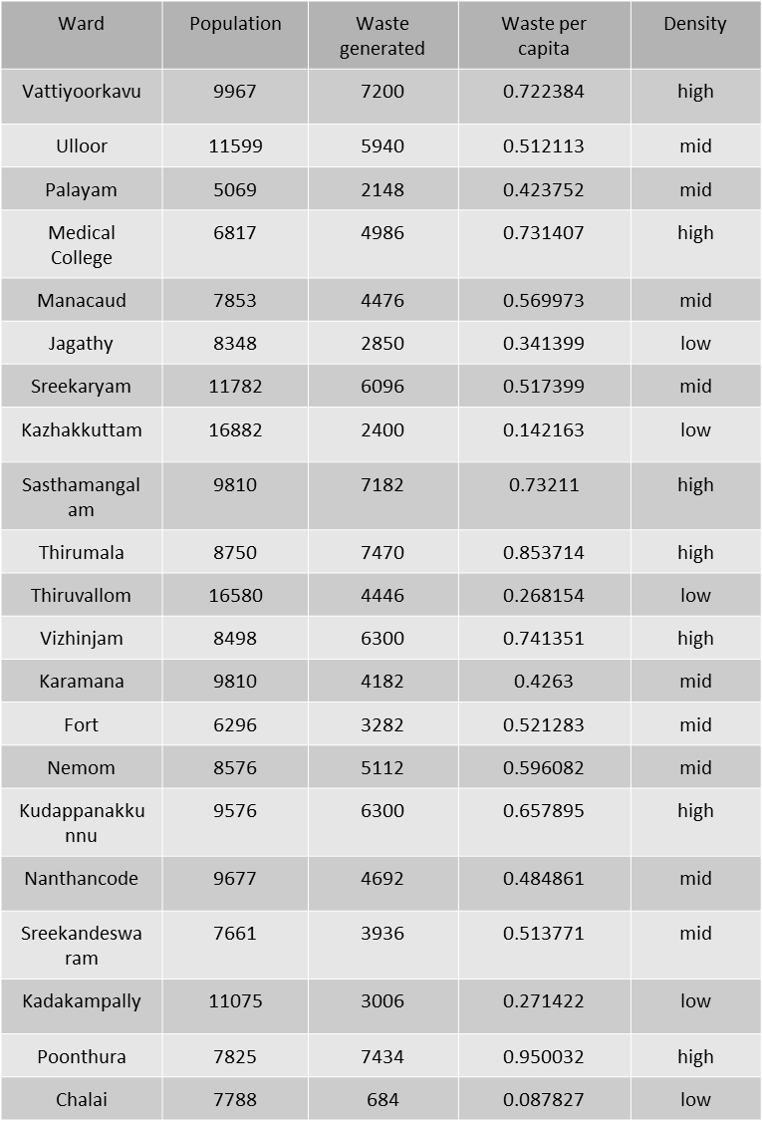 Ward Population Waste generated Waste per capita Density
Vattiyoorkavu 9967 7200 0.722384 high
Ulloor 11599 5940 0.512113 mid
Palayam 5069 2148 0.423752 mid
Medical College 6817 4986 0.731407 high
Manacaud 7853 4476 0.569973 mid
Jagathy 8348 2850 0.341399 low
Sreekaryam 11782 6096 0.517399 mid
Kazhakkuttam 16882 2400 0.142163 low
Sasthamangal am 9810 7182 0.73211 high
Thirumala 8750 7470 0.853714 high
Thiruvallom 16580 4446 0.268154 low
Vizhinjam 8498 6300 0.741351 high
Karamana 9810 4182 0.4263 mid
Fort 6296 3282 0.521283 mid
Nemom 8576 5112 0.596082 mid
Kudappanakku nnu 9576 6300 0.657895 high
Nanthancode 9677 4692 0.484861 mid
Sreekandeswa ram 7661 3936 0.513771 mid
Kadakampally 11075 3006 0.271422 low
Poonthura 7825 7434 0.950032 high
Chalai 7788 684 0.087827 low